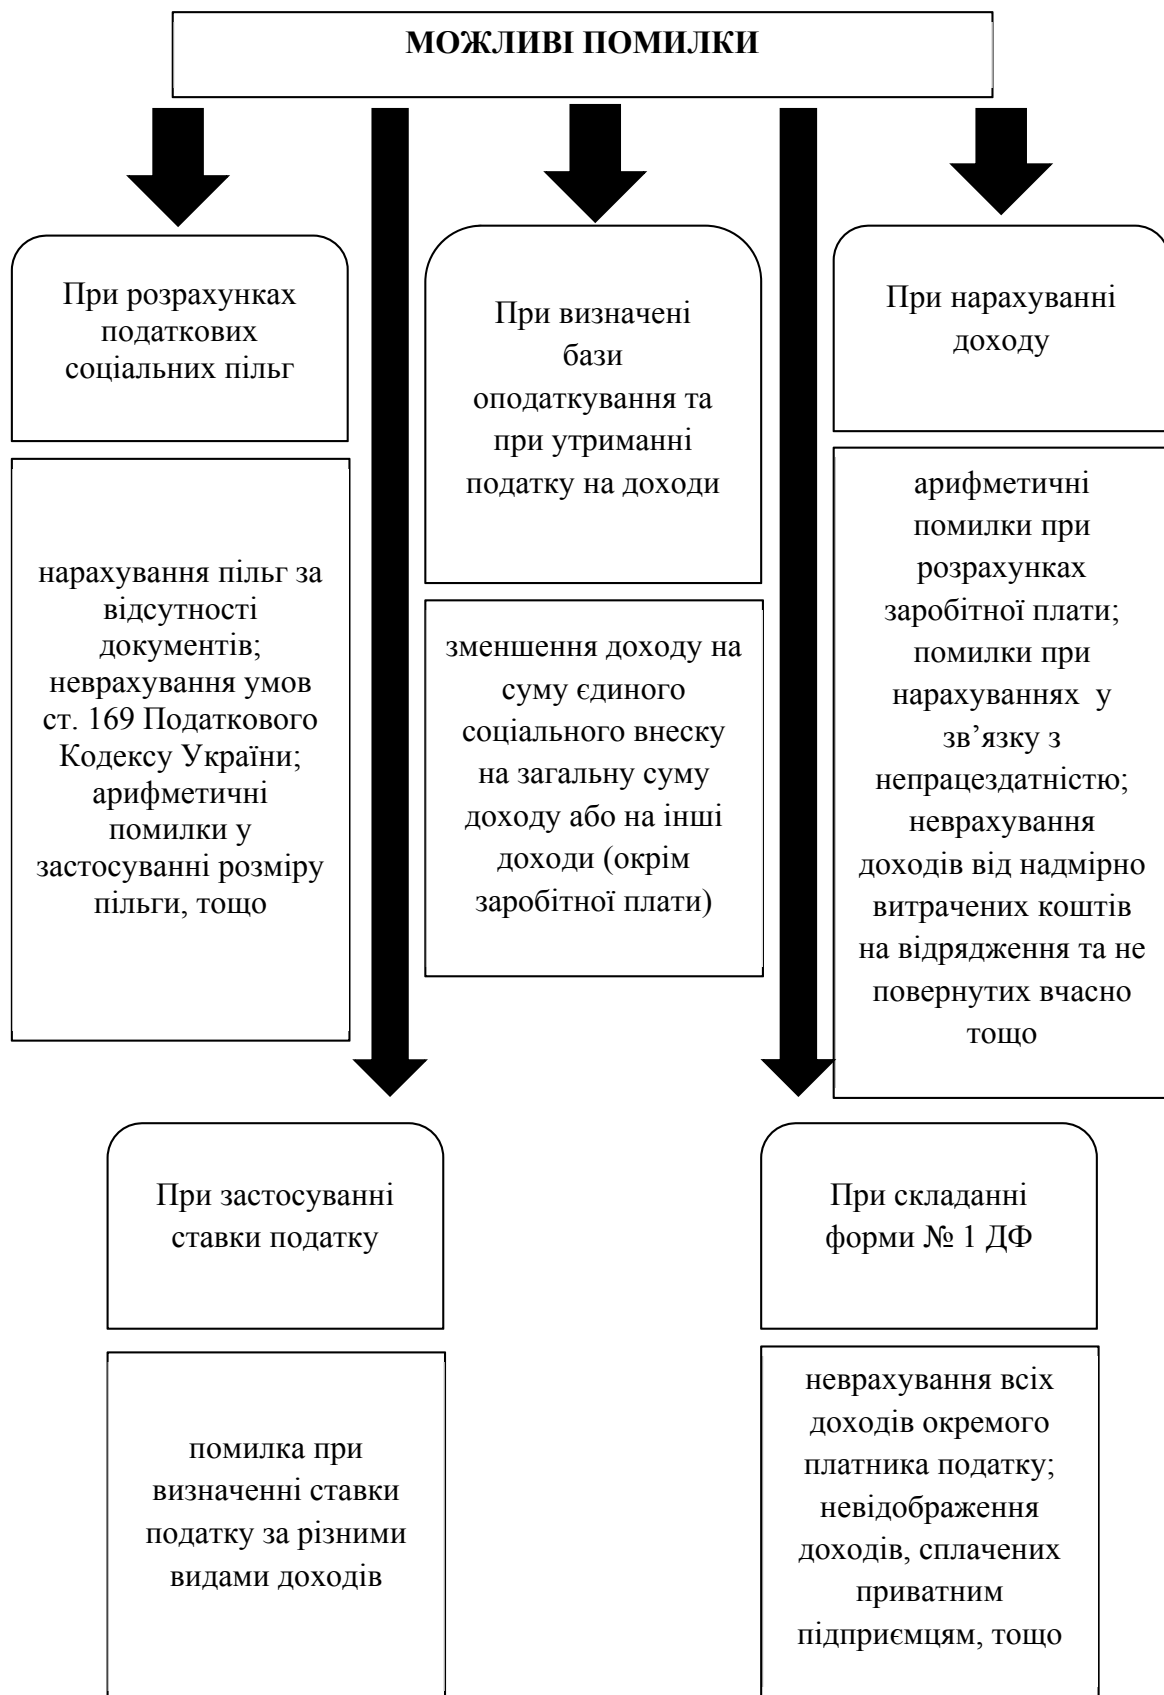 МОЖЛИВІ ПОМИЛКИ
При розрахунках
податкових
соціальних пільг
нарахування пільг за
відсутності
документів;
неврахування умов
ст. 169 Податкового
Кодексу України;
арифметичні
помилки у
застосуванні розміру
пільги, тощо
При визначені
бази
оподаткування та
при утриманні
податку на доходи
зменшення доходу на
суму єдиного
соціального внеску
на загальну суму
доходу або на інші
доходи (окрім
заробітної плати)
При нарахуванні
доходу
арифметичні
помилки при
розрахунках
заробітної плати;
помилки при
нарахуваннях у
зв’язку з
непрацездатністю;
неврахування
доходів від надмірно
витрачених коштів
на відрядження та не
повернутих вчасно
тощо
При застосуванні
ставки податку
помилка при
визначенні ставки
податку за різними
видами доходів
При складанні
форми № 1 ДФ
неврахування всіх
доходів окремого
платника податку;
невідображення
доходів, сплачених
приватним
підприємцям, тощо